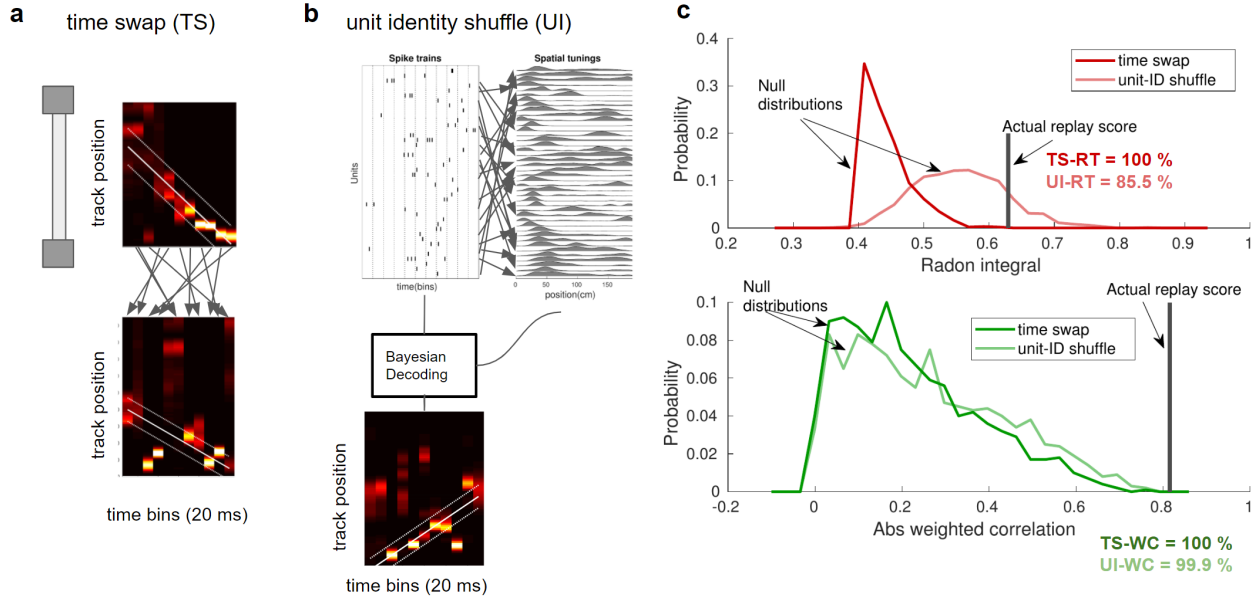 a
time swap (TS)
track position
track position
time bins (20 ms)
b
unit identity shuffle (UI)
Spike trains
Spatial tunings
Units
time(bins)
0
50
100
150
position(cm)
Bayesian
Decoding
track position
time bins (20 ms)
c
0.4
0.3
0.2
0.1
0
Probability
time swap
unit-ID shuffle
Null
distributions
Actual replay score
TS-RT = 100 %
UI-RT = 85.5 %
0.2
0.3
0.4
0.5
0.6
0.7
0.8
0.9
1
Radon integral
0.1
0.08
0.06
0.04
0.02
0
Probability
Null
distributions
Actual replay score
time swap
unit-ID shuffle
-0.2
0
0.2
0.4
0.6
0.8
1
Abs weighted correlation
TS-WC = 100 %
UI-WC = 99.9 %